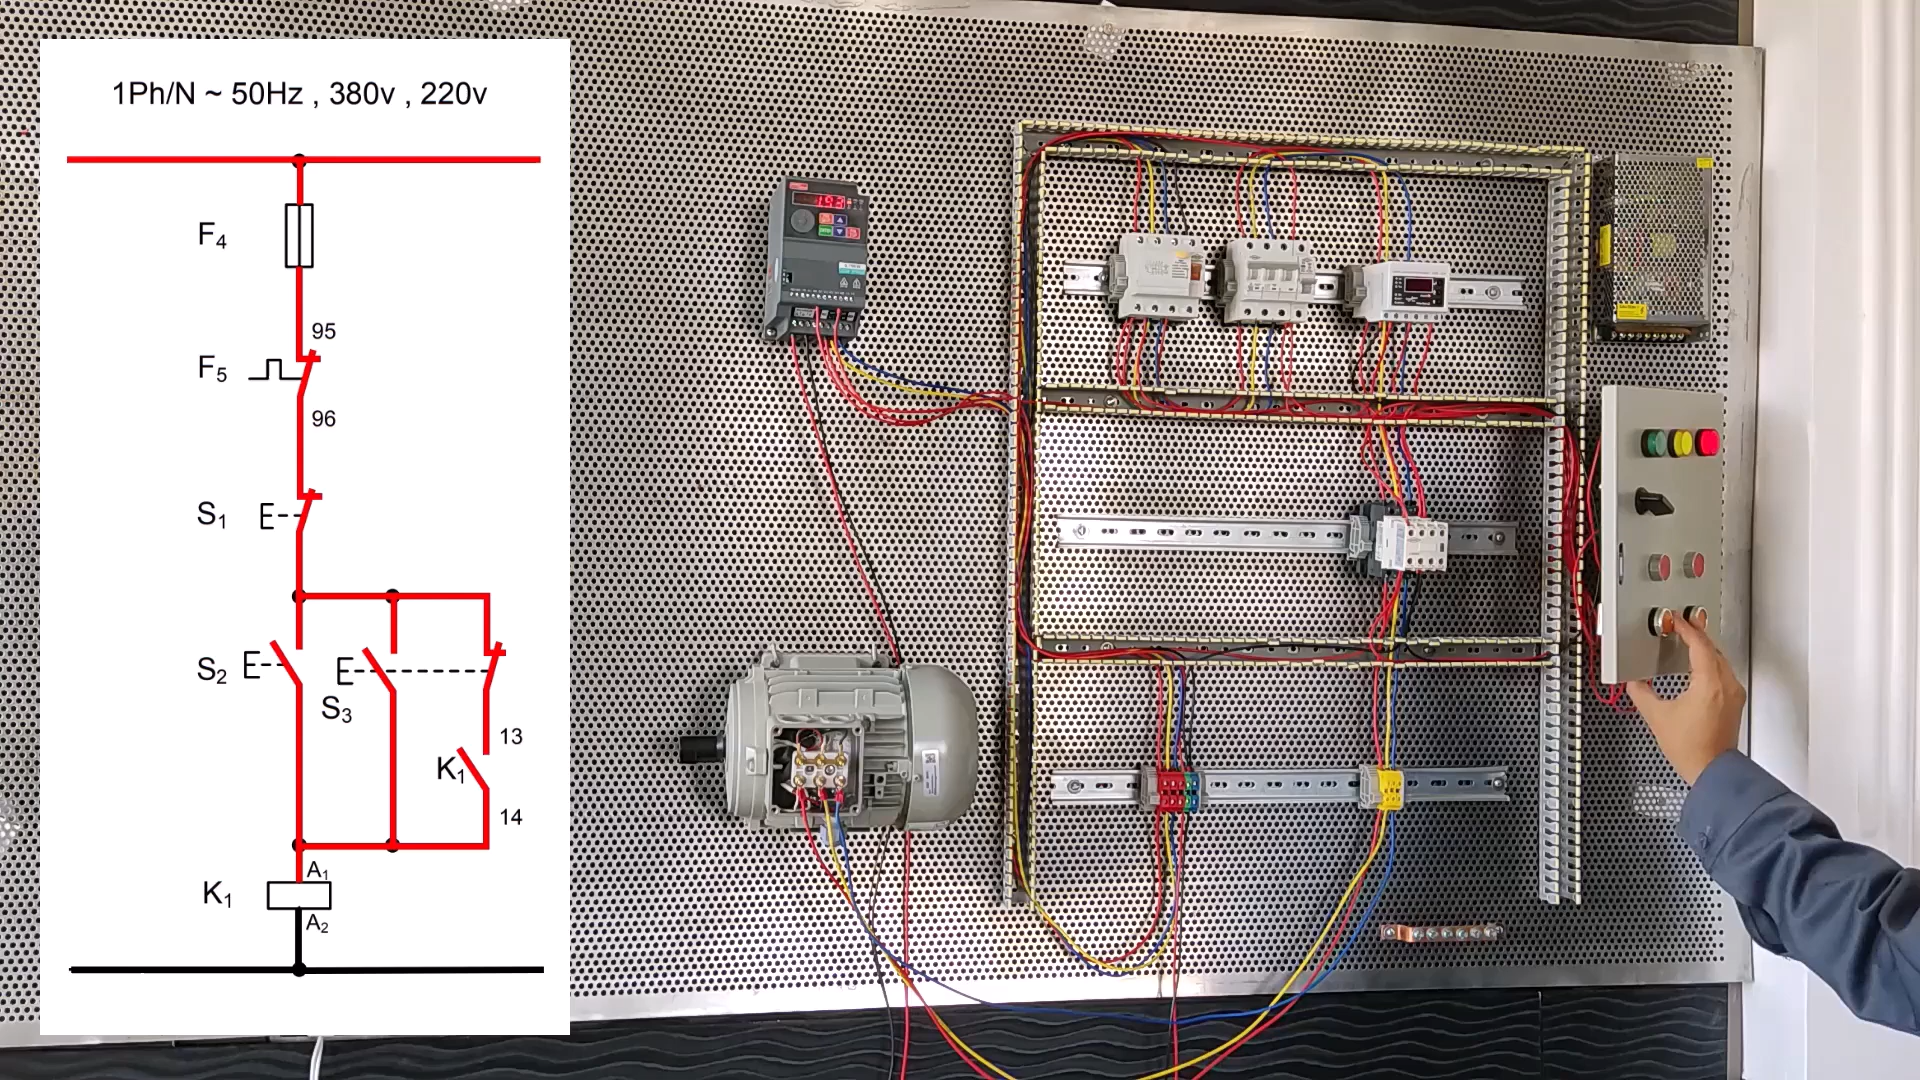 1Ph/N ~ 50Hz , 380v , 220v
F4
95
F5
96
S1
S2
S3
13
K1
14
A1
K1
A2